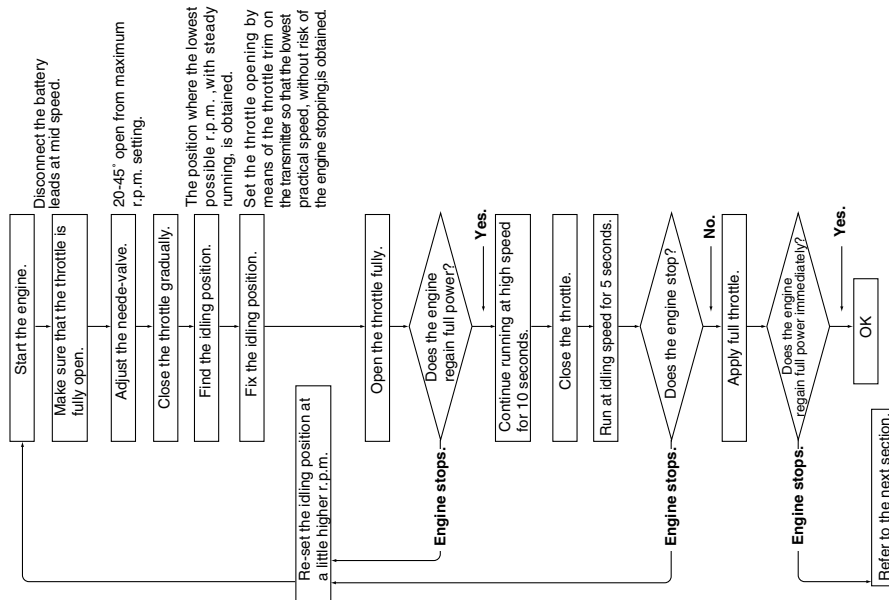 Start the engine.
Disconnect the battery
leads at mid speed.
Make sure that the throttle is
fully open.
Adjust the neede-valve.
20-45˚ open from maximum
r.p.m. setting.
Close the throttle gradually.
Find the idling position.
The position where the lowest
possible r.p.m. ,with steady
running, is obtained.
Fix the idling position.
Set the throttle opening by
means of the throttle trim on
the transmitter so that the lowest
practical speed, without risk of
the engine stopping,is obtained.
Re-set the idling position at
a little higher r.p.m.
Open the throttle fully.
Does the engine
regain full power?
Engine stops.
Yes.
Continue running at high speed
for 10 seconds.
Close the throttle.
Run at idling speed for 5 seconds.
Does the engine stop?
Engine stops.
No.
Apply full throttle.
Does the engine
regain full power immediately?
Engine stops.
Yes.
OK
Refer to the next section.